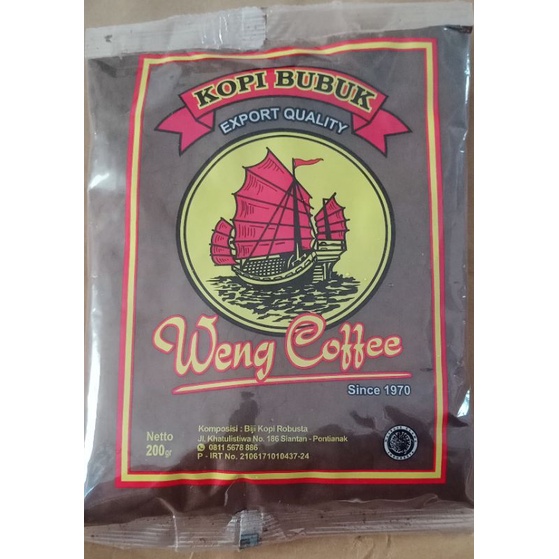 KOPI BUBUK
EXPORT QUALITY
Weng Coffee
Since 1970
Netto
200gr
Komposisi : Biji Kopi Robusta
Jl. Khatulistiwa No. 186 Siantan - Pontianak
0811 5678 886
P - IRT No. 2106171010437-24